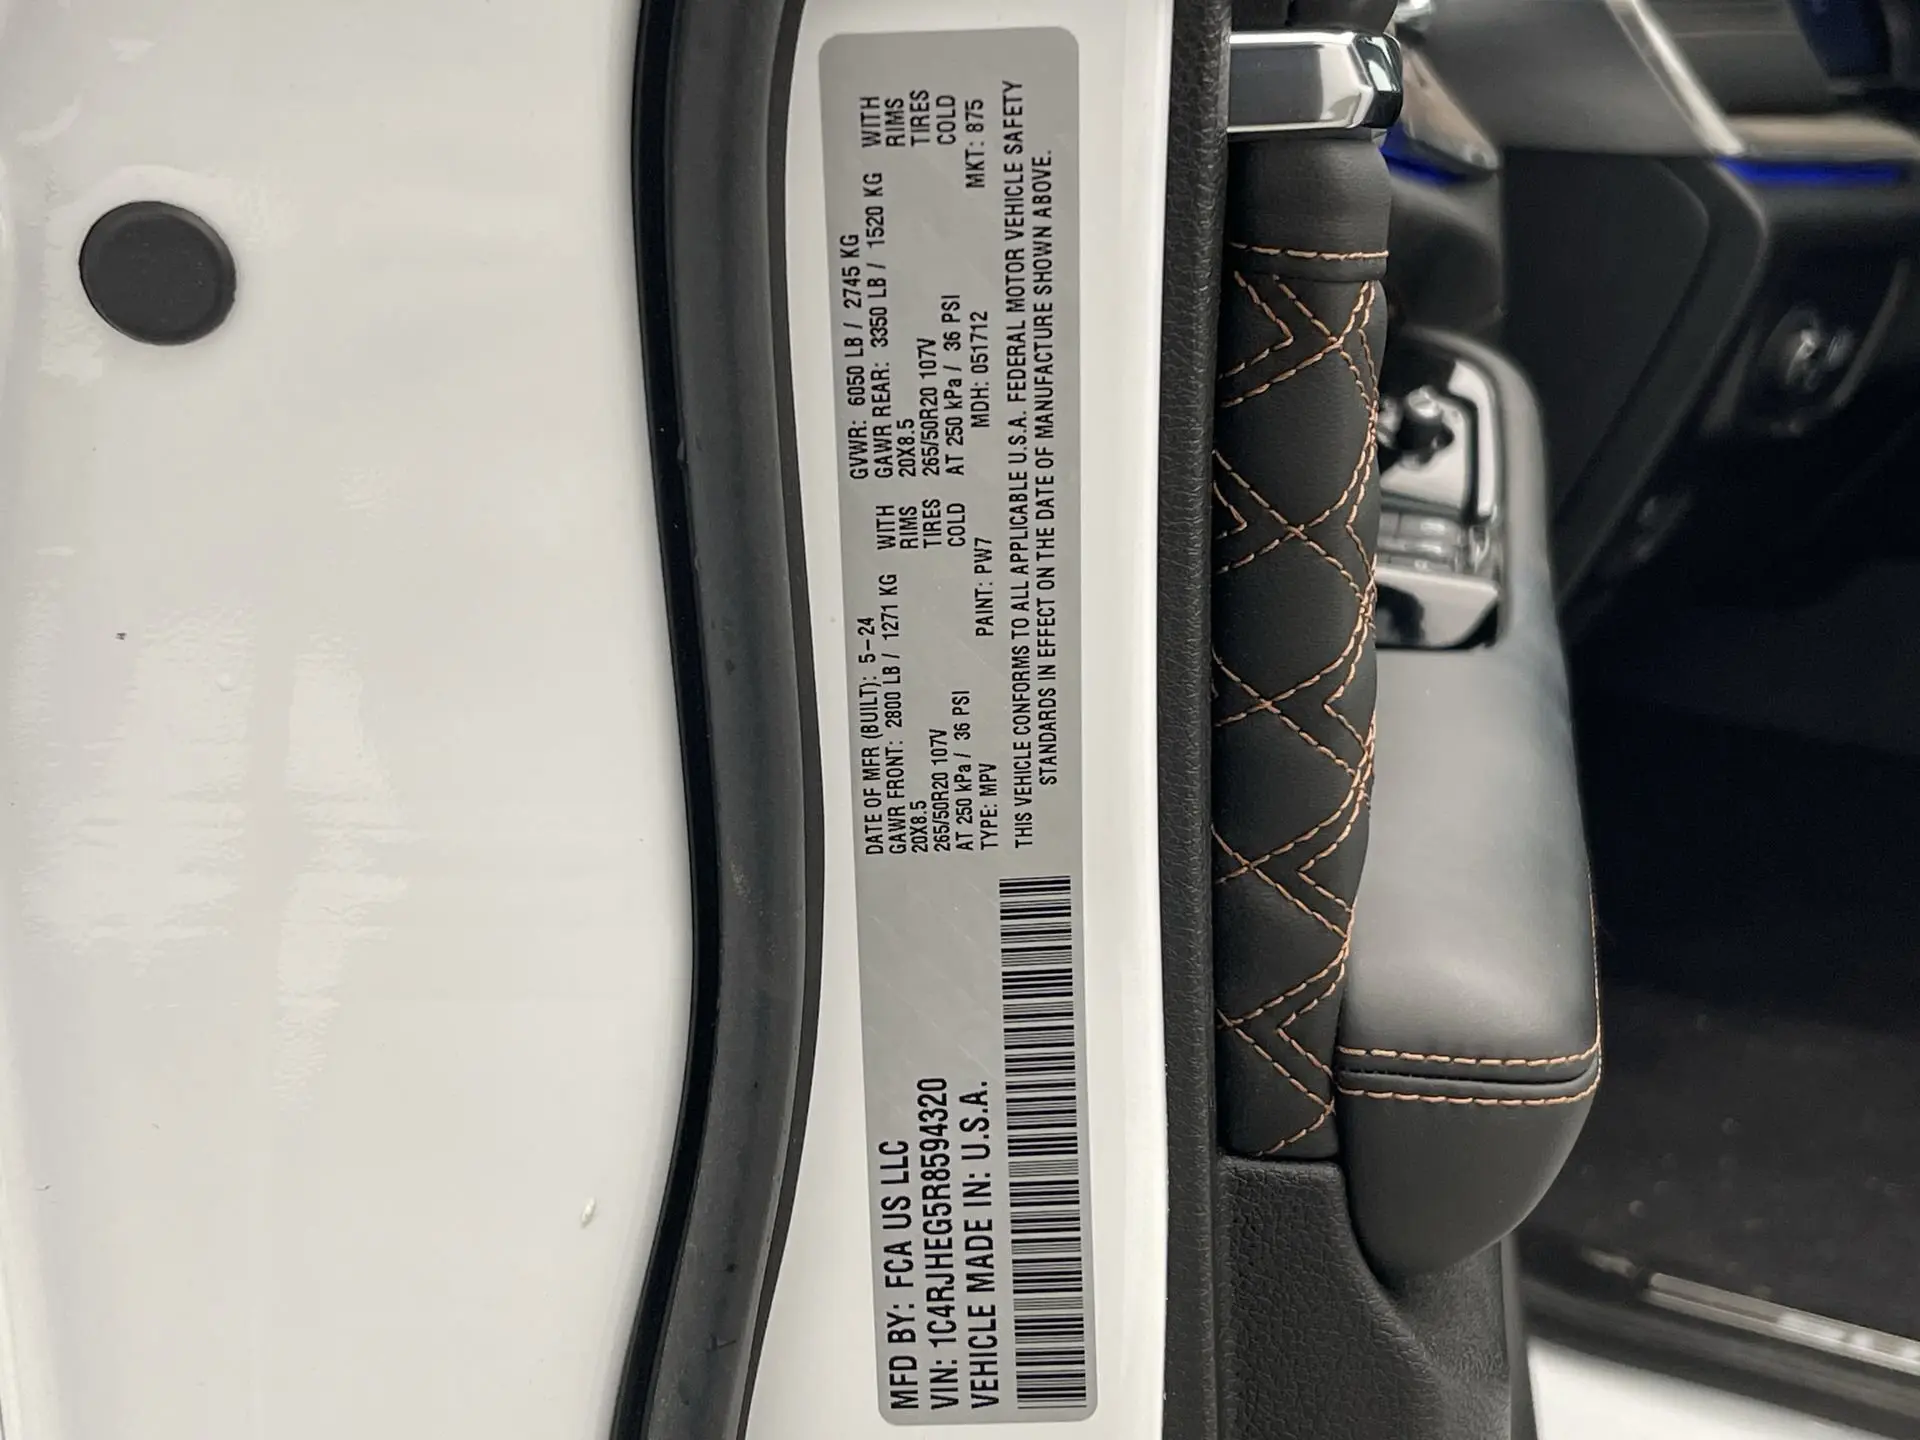 MFD BY: FCA US LLC
VIN: 1C4RJHEG5R8594320
VEHICLE MADE IN: U.S.A.
DATE OF MFR (BUILT): 5-24 GVWR: 6050 LB / 2745 KG
GAWR FRONT: 2800 LB / 1271 KG WITH GAWR REAR: 3350 LB / 1520 KG WITH
20X8.5 RIMS 20X8.5 RIMS
265/50R20 107V TIRES 265/50R20 107V TIRES
AT 250 kPa / 36 PSI COLD AT 250 kPa / 36 PSI COLD
TYPE: MPV PAINT: PW7 MDH: 051712 MKT: 875
THIS VEHICLE CONFORMS TO ALL APPLICABLE U.S.A. FEDERAL MOTOR VEHICLE SAFETY
STANDARDS IN EFFECT ON THE DATE OF MANUFACTURE SHOWN ABOVE.